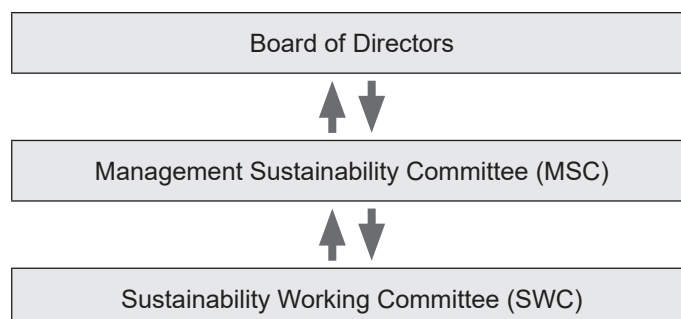 Board of Directors
Management Sustainability Committee (MSC)
Sustainability Working Committee (SWC)